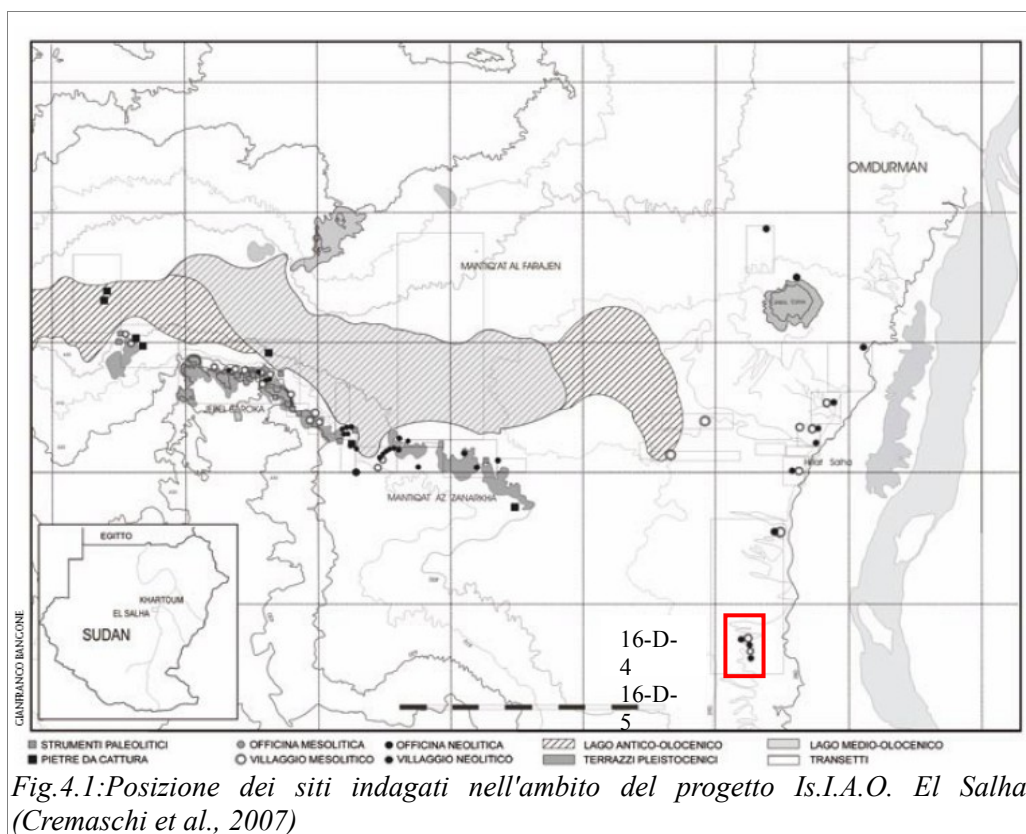 OMDURMAN
MANTIQ'AT AL FARAJEN
JEBEL BAROKA
Hillat Salha
MANTIQAT AZ ZANARKHA
EGITTO
KHARTOUM
EL SALHA
SUDAN
16-D-
4
16-D-
5
GIANFRANCO BANGONE
STRUMENTI PALEOLITICI
OFFICINA MESOLITICA
OFFICINA NEOLITICA
LAGO ANTICO-OLOCENICO
LAGO MEDIO-OLOCENICO
PIETRE DA CATTURA
VILLAGGIO MESOLITICO
VILLAGGIO NEOLITICO
TERRAZZI PLEISTOCENICI
TRANSETTI
Fig.4.1:Posizione dei siti indagati nell'ambito del progetto Is.I.A.O. El Salha
(Cremaschi et al., 2007)